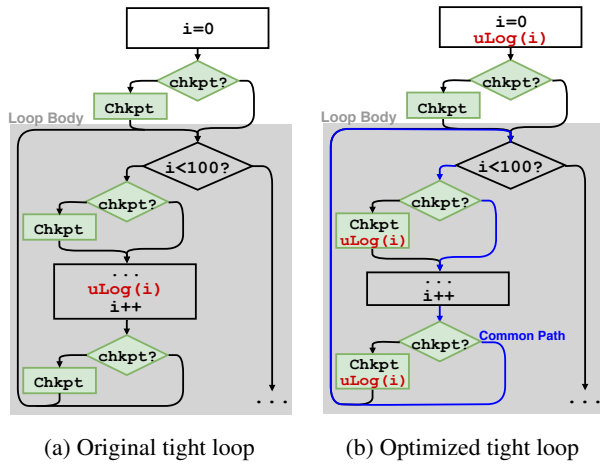 i=0
chkpt?
Chkpt
Loop Body
i<100?
chkpt?
Chkpt
...
uLog(i)
i++
chkpt?
Chkpt
...
(a) Original tight loop
i=0
uLog(i)
chkpt?
Chkpt
Loop Body
i<100?
chkpt?
Chkpt
uLog(i)
...
i++
chkpt?
Common Path
Chkpt
uLog(i)
...
(b) Optimized tight loop